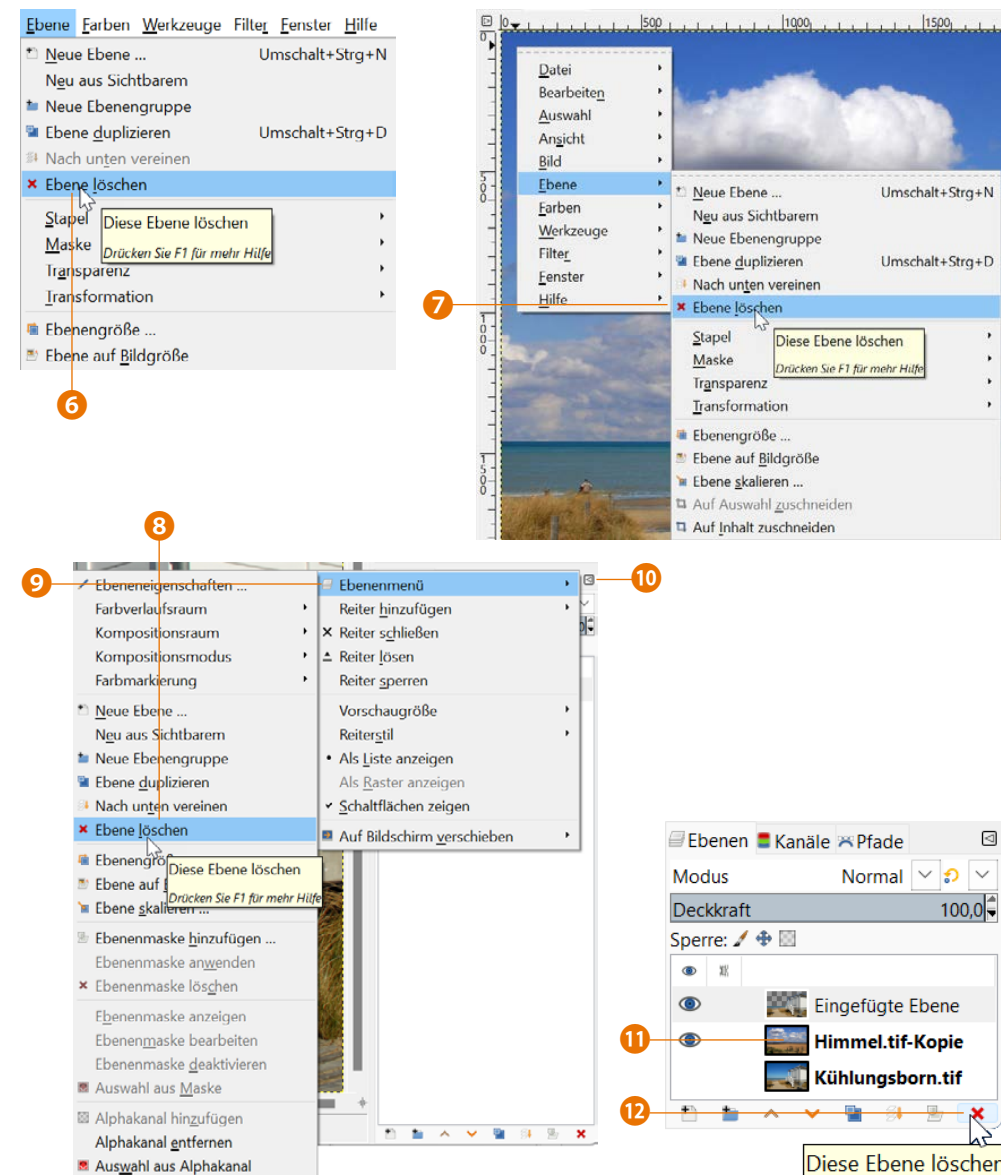 Ebene Farben Werkzeuge Filter Fenster Hilfe
Neue Ebene ... Umschalt+Strg+N
Neu aus Sichtbarem
Neue Ebenengruppe
Ebene duplizieren Umschalt+Strg+D
Nach unten vereinen
Ebene löschen
Stapel
Maske
Transparenz
Transformation
Ebenengröße ...
Ebene auf Bildgröße
Diese Ebene löschen
Drücken Sie F1 für mehr Hilfe
6
0 500 1000 1500
0
500
1000
1500
Datei
Bearbeiten
Auswahl
Ansicht
Bild
Ebene
Farben
Werkzeuge
Filter
Fenster
Hilfe
7
Neue Ebene ... Umschalt+Strg+N
Neu aus Sichtbarem
Neue Ebenengruppe
Ebene duplizieren Umschalt+Strg+D
Nach unten vereinen
Ebene löschen
Stapel
Maske
Transparenz
Transformation
Ebenengröße ...
Ebene auf Bildgröße
Ebene skalieren ...
Auf Auswahl zuschneiden
Auf Inhalt zuschneiden
Diese Ebene löschen
Drücken Sie F1 für mehr Hilfe
8
9
10
Ebeneneigenschaften ...
Farbverlaufsraum
Kompositionsraum
Kompositionsmodus
Farbmarkierung
Neue Ebene ...
Neu aus Sichtbarem
Neue Ebenengruppe
Ebene duplizieren
Nach unten vereinen
Ebene löschen
Ebene auf
Ebene skalieren ...
Ebenenmaske hinzufügen ...
Ebenenmaske anwenden
Ebenenmaske löschen
Ebenenmaske anzeigen
Ebenenmaske bearbeiten
Ebenenmaske deaktivieren
Auswahl aus Maske
Alphakanal hinzufügen
Alphakanal entfernen
Auswahl aus Alphakanal
Diese Ebene löschen
Drücken Sie F1 für mehr Hilfe
Ebenenmenü
Reiter hinzufügen
Reiter schließen
Reiter lösen
Reiter sperren
Vorschaugröße
Reiterstil
Als Liste anzeigen
Als Raster anzeigen
Schaltflächen zeigen
Auf Bildschirm verschieben
Ebenen Kanäle Pfade
Modus Normal
Deckkraft 100,0
Sperre:
Eingefügte Ebene
11
Himmel.tif-Kopie
Kühlungsborn.tif
12
Diese Ebene löschen